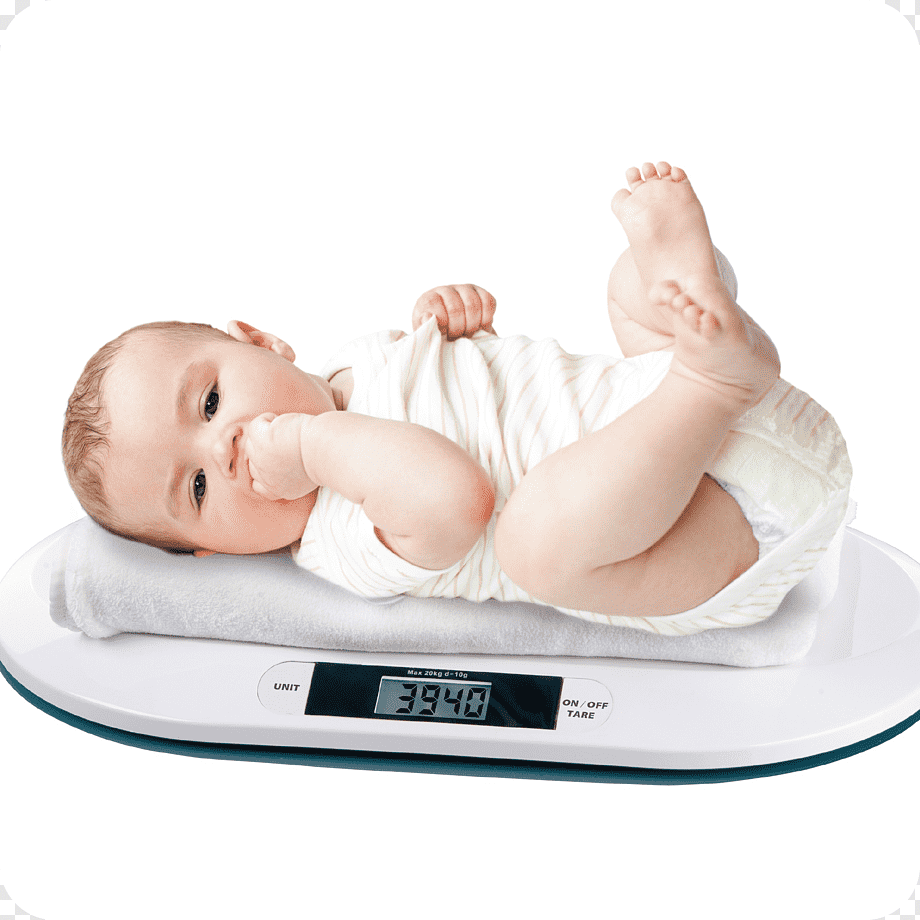 Max 20kg d=10g
UNIT
3940
ON/OFF
TARE